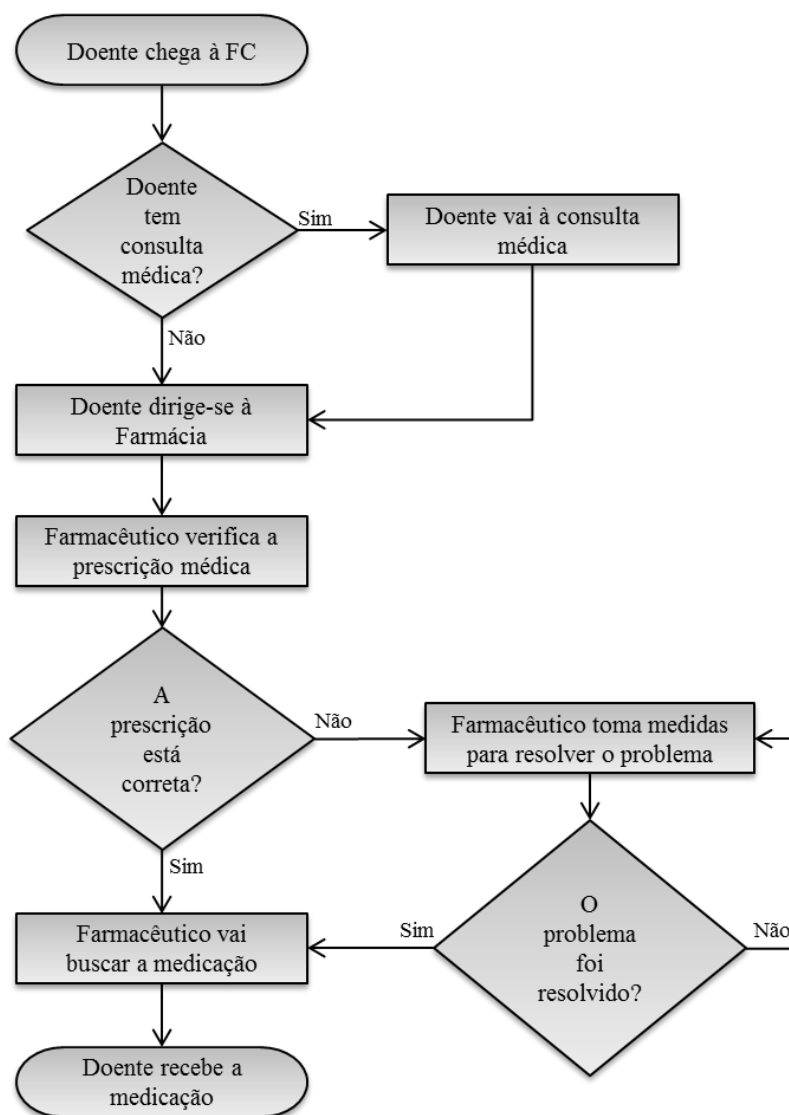 Doente chega à FC
Doente
tem
consulta
médica?
Sim
Doente vai à consulta
médica
Não
Doente dirige-se à
Farmácia
Farmacêutico verifica a
prescrição médica
A
prescrição
está
correta?
Não
Farmacêutico toma medidas
para resolver o problema
Sim
Farmacêutico vai
buscar a medicação
Sim
O
problema
foi
resolvido?
Não
Doente recebe a
medicação